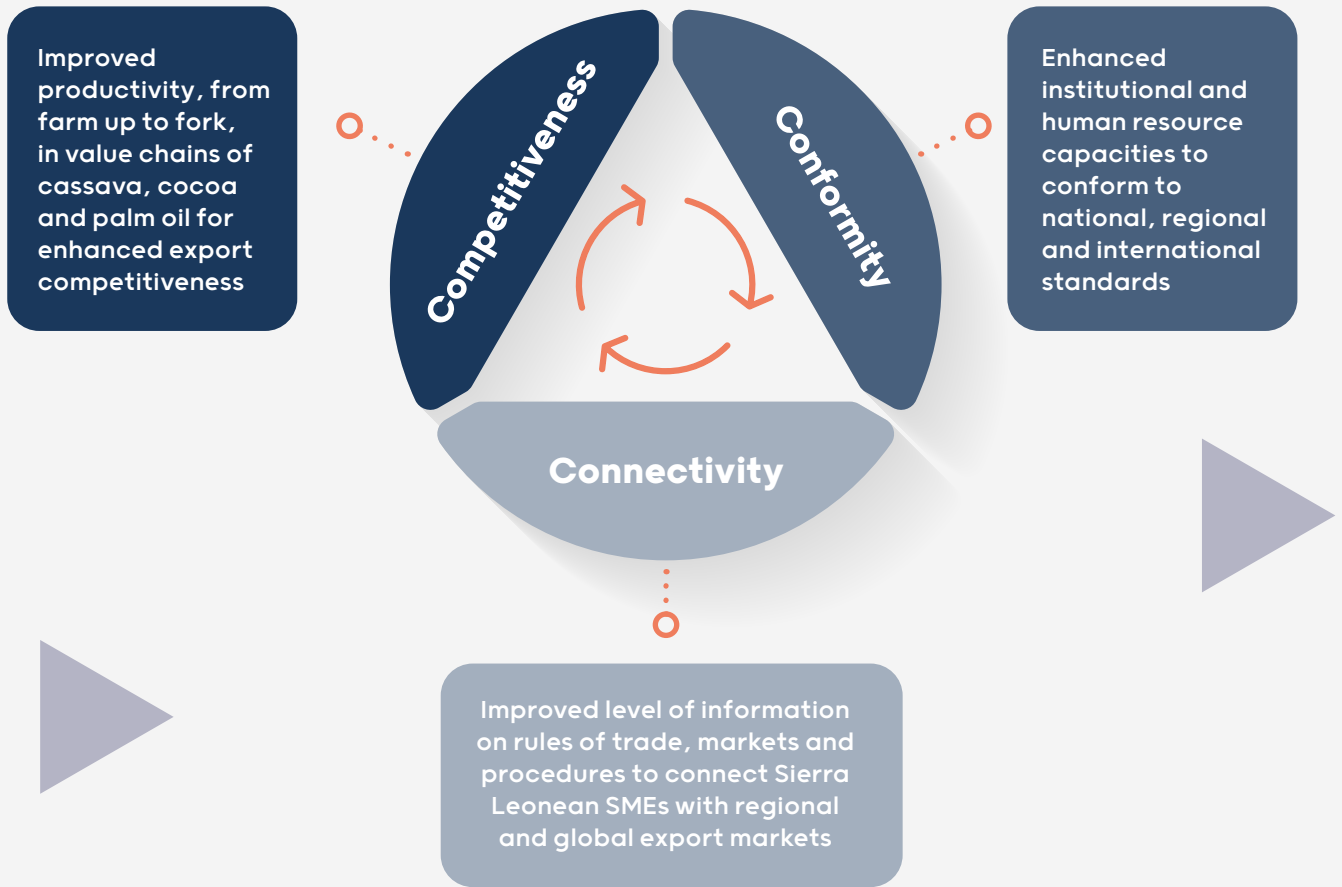 Improved
productivity, from
farm up to fork,
in value chains of
cassava, cocoa
and palm oil for
enhanced export
competitiveness
Competitiveness
Conformity
Enhanced
institutional and
human resource
capacities to
conform to
national, regional
and international
standards
Connectivity
Improved level of information
on rules of trade, markets and
procedures to connect Sierra
Leonean SMEs with regional
and global export markets